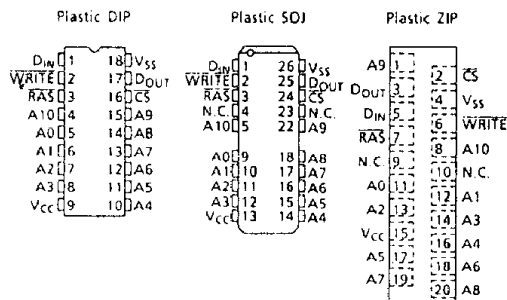 Plastic DIP
DIN 1 18 VSS
WRITE 2 17 DOUT
RAS 3 16 CS
A10 4 15 A9
A0 5 14 A8
A1 6 13 A7
A2 7 12 A6
A3 8 11 A5
VCC 9 10 A4
Plastic SOJ
DIN 1 26 VSS
WRITE 2 25 DOUT
RAS 3 24 CS
N.C. 4 23 N.C.
A10 5 22 A9
A0 9 18 A8
A1 10 17 A7
A2 11 16 A6
A3 12 15 A5
VCC 13 14 A4
Plastic ZIP
A9 1
2 CS
DOUT 3
4 VSS
DIN 5
6 WRITE
RAS 7
8 A10
N.C. 9
10 N.C.
A0 11
12 A1
A2 13
14 A3
VCC 15
16 A4
A5 17
18 A6
A7 19
20 A8